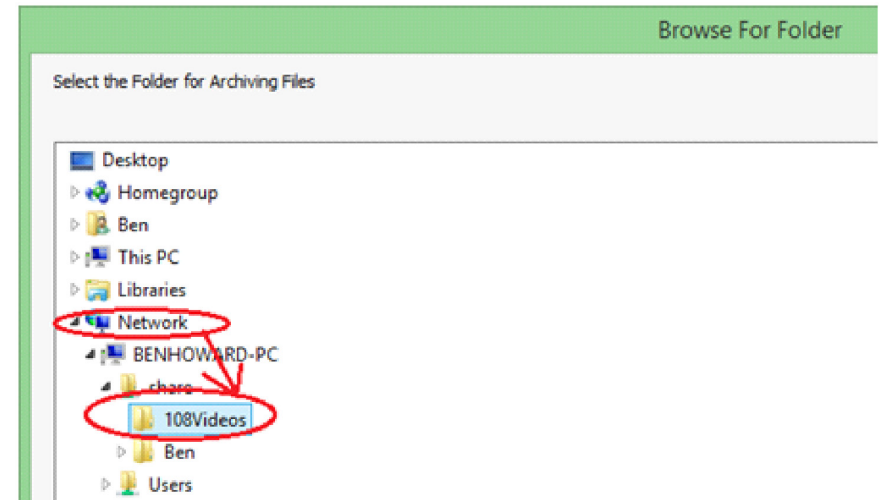 Browse For Folder
Select the Folder for Archiving Files
Desktop
Homegroup
Ben
This PC
Libraries
Network
BENHOWARD-PC
share
108Videos
Ben
Users